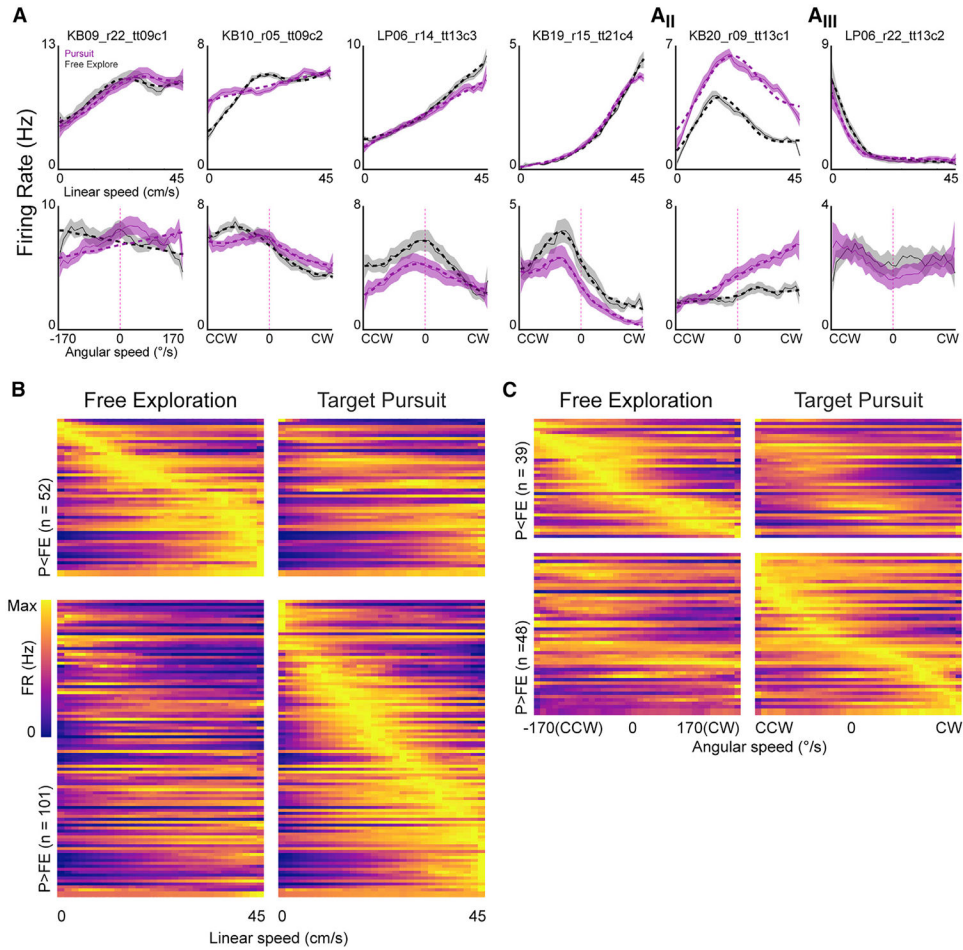 A
AII
AIII
KB09_r22_tt09c1
KB10_r05_tt09c2
LP06_r14_tt13c3
KB19_r15_tt21c4
KB20_r09_tt13c1
LP06_r22_tt13c2
Firing Rate (Hz)
13
Pursuit
Free Explore
0
0 45
Linear speed (cm/s)
8
0
0 45
8
0
0 45
5
0
0 45
8
0
0 45
9
0
0 45
10
0
-170 0 170
Angular speed (°/s)
8
0
CCW 0 CW
8
0
CCW 0 CW
5
0
CCW 0 CW
8
0
CCW 0 CW
4
0
CCW 0 CW
B
Free Exploration Target Pursuit
P<FE (n = 52)
Max
FR (Hz)
0
P>FE (n = 101)
0 45 0 45
Linear speed (cm/s)
C
Free Exploration Target Pursuit
P<FE (n = 39)
P>FE (n =48)
-170(CCW) 0 170(CW) CCW 0 CW
Angular speed (°/s)